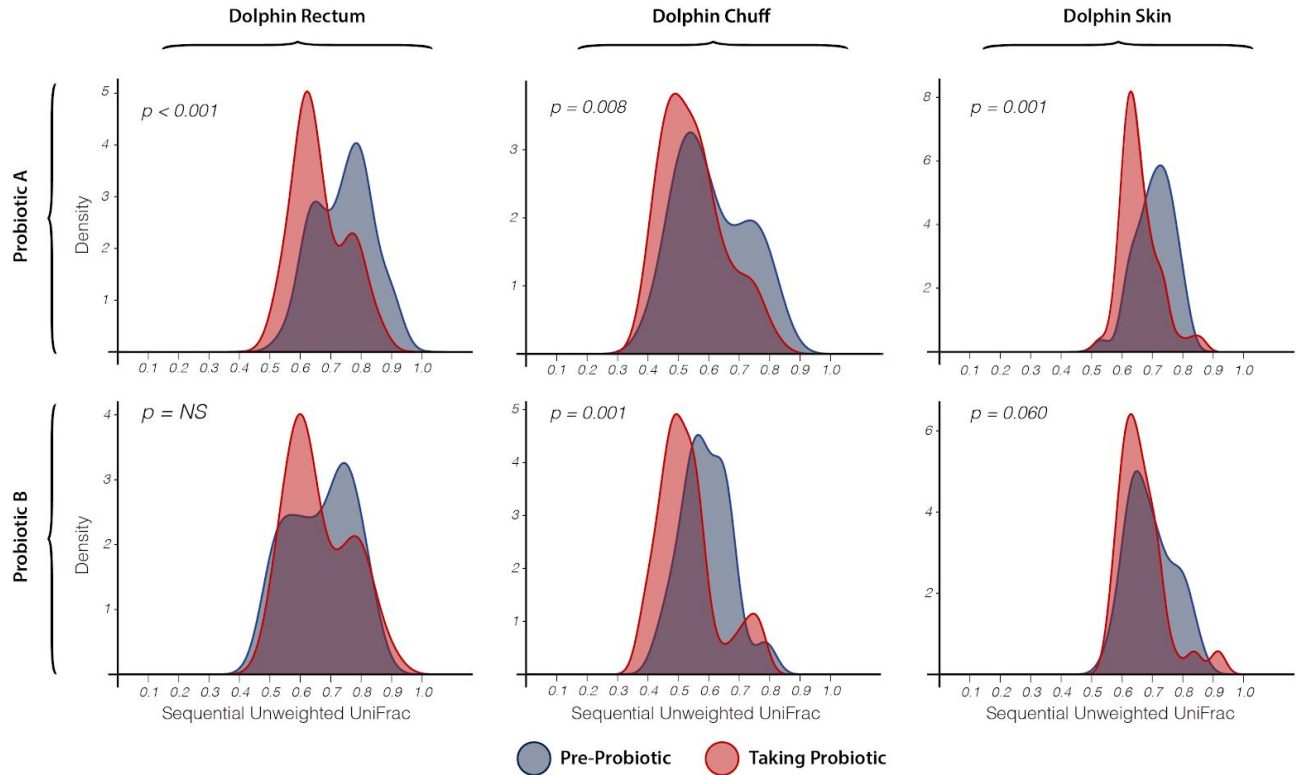 Dolphin Rectum
Dolphin Chuff
Dolphin Skin
Probiotic A
Density
5
4
3
2
1
p < 0.001
0.1 0.2 0.3 0.4 0.5 0.6 0.7 0.8 0.9 1.0
3
2
1
p = 0.008
0.1 0.2 0.3 0.4 0.5 0.6 0.7 0.8 0.9 1.0
8
6
4
2
p = 0.001
0.1 0.2 0.3 0.4 0.5 0.6 0.7 0.8 0.9 1.0
Probiotic B
Density
4
3
2
1
p = NS
0.1 0.2 0.3 0.4 0.5 0.6 0.7 0.8 0.9 1.0
Sequential Unweighted UniFrac
5
4
3
2
1
p = 0.001
0.1 0.2 0.3 0.4 0.5 0.6 0.7 0.8 0.9 1.0
Sequential Unweighted UniFrac
6
4
2
p = 0.060
0.1 0.2 0.3 0.4 0.5 0.6 0.7 0.8 0.9 1.0
Sequential Unweighted UniFrac
Pre-Probiotic
Taking Probiotic